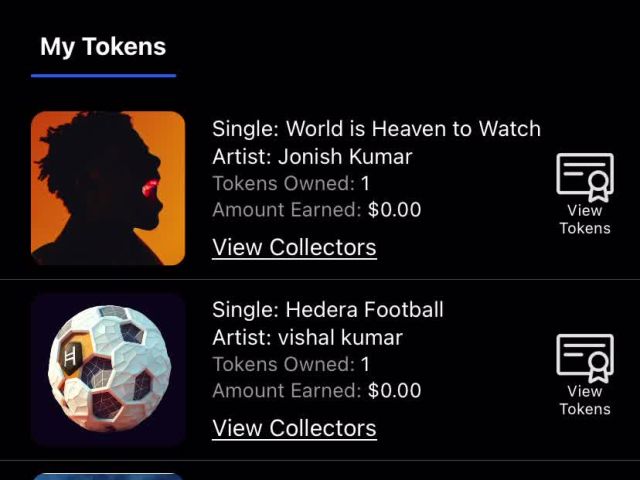 My Tokens
Single: World is Heaven to Watch
Artist: Jonish Kumar
Tokens Owned: 1
Amount Earned: $0.00
View Collectors
View
Tokens
Single: Hedera Football
Artist: vishal kumar
Tokens Owned: 1
Amount Earned: $0.00
View Collectors
View
Tokens
H